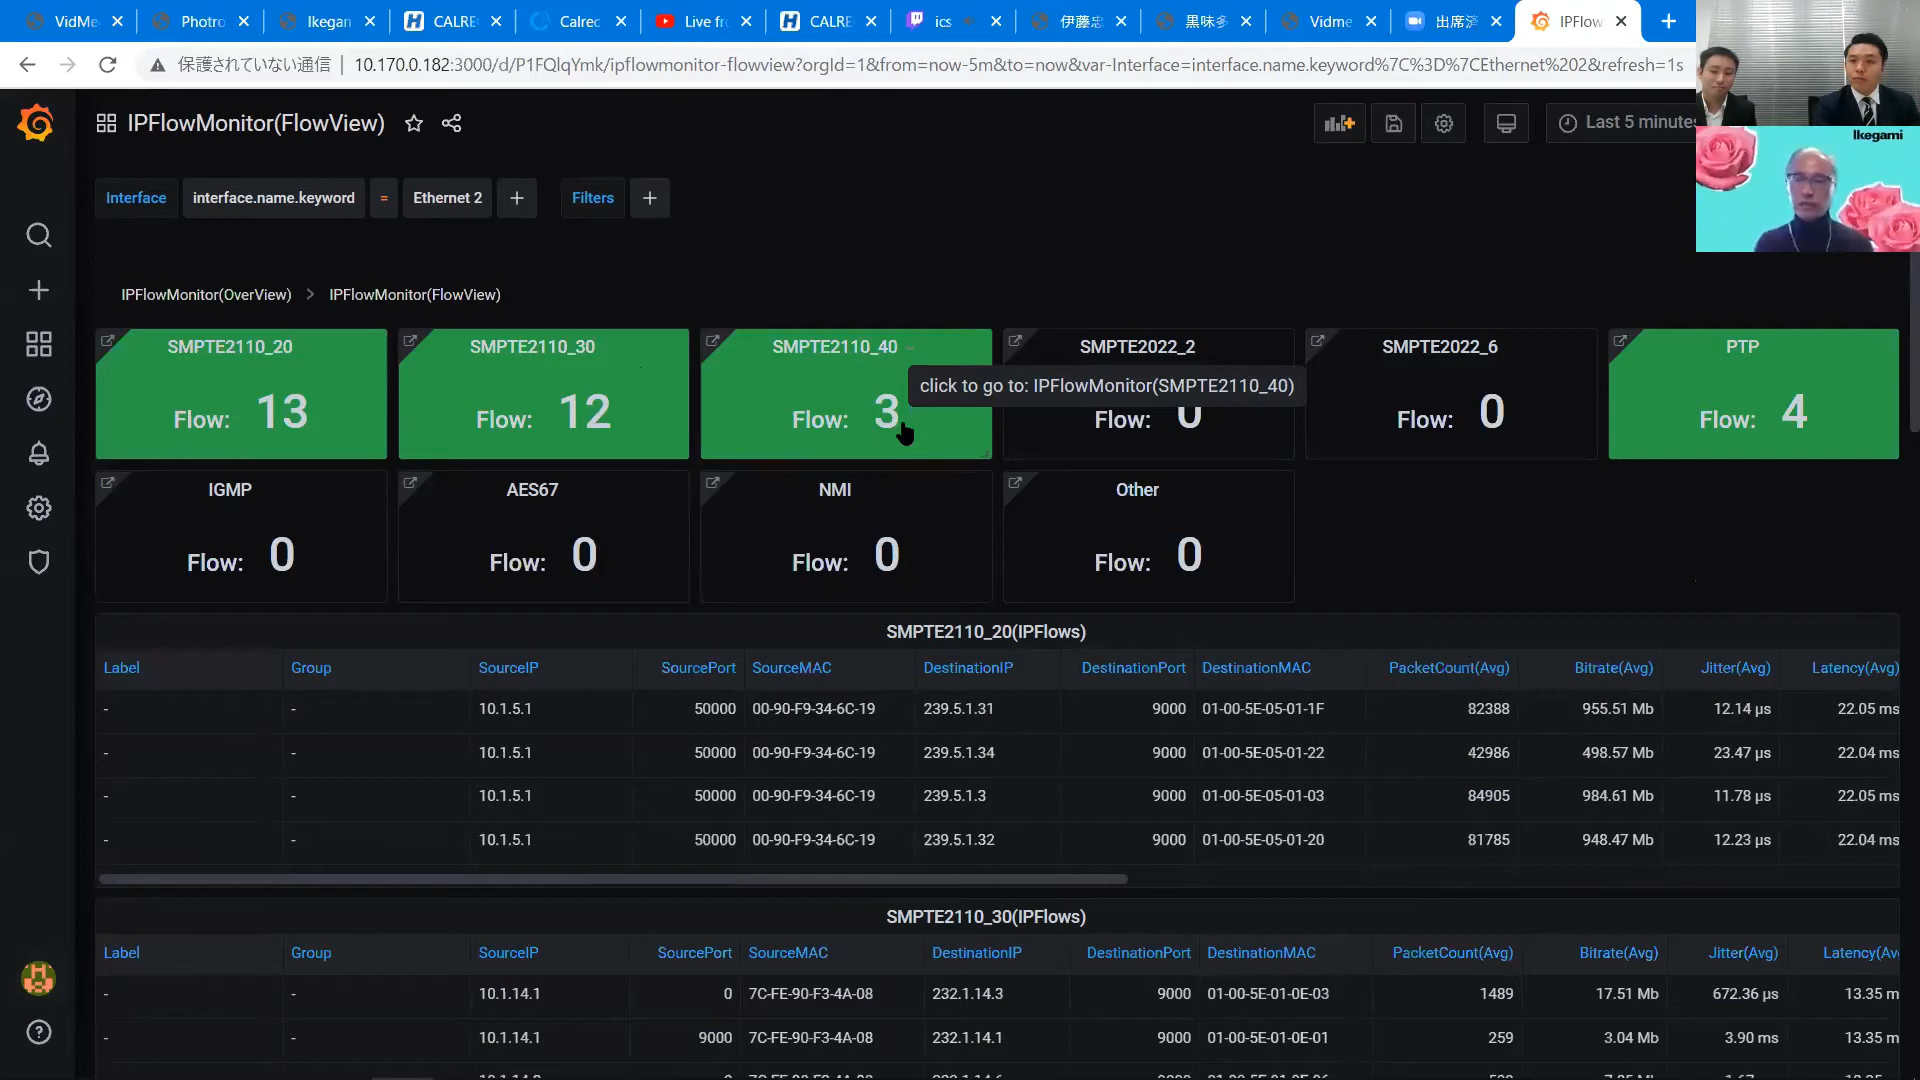 VidMe
Photro
Ikegan
CALRE
Calrec
Live fr
CALRE
ics
伊藤忠
黒味多
Vidme
出席済
IPFlow
保護されていない通信
10.170.0.182:3000/d/P1FQlqYmk/ipflowmonitor-flowview?orgId=1&from=now-5m&to=now&var-Interface=interface.name.keyword%7C%3D%7CEthernet%202&refresh=1s
IPFlowMonitor(FlowView)
Last 5 minutes
Ikegami
Interface
interface.name.keyword
=
Ethernet 2
Filters
IPFlowMonitor(OverView) > IPFlowMonitor(FlowView)
SMPTE2110_20
Flow: 13
SMPTE2110_30
Flow: 12
SMPTE2110_40
Flow: 3
click to go to: IPFlowMonitor(SMPTE2110_40)
SMPTE2022_2
Flow: 0
SMPTE2022_6
Flow: 0
PTP
Flow: 4
IGMP
Flow: 0
AES67
Flow: 0
NMI
Flow: 0
Other
Flow: 0
SMPTE2110_20(IPFlows)
Label Group SourceIP SourcePort SourceMAC DestinationIP DestinationPort DestinationMAC PacketCount(Avg) Bitrate(Avg) Jitter(Avg) Latency(Avg)
- - 10.1.5.1 50000 00-90-F9-34-6C-19 239.5.1.31 9000 01-00-5E-05-01-1F 82388 955.51 Mb 12.14 µs 22.05 ms
- - 10.1.5.1 50000 00-90-F9-34-6C-19 239.5.1.34 9000 01-00-5E-05-01-22 42986 498.57 Mb 23.47 µs 22.04 ms
- - 10.1.5.1 50000 00-90-F9-34-6C-19 239.5.1.3 9000 01-00-5E-05-01-03 84905 984.61 Mb 11.78 µs 22.05 ms
- - 10.1.5.1 50000 00-90-F9-34-6C-19 239.5.1.32 9000 01-00-5E-05-01-20 81785 948.47 Mb 12.23 µs 22.04 ms
SMPTE2110_30(IPFlows)
Label Group SourceIP SourcePort SourceMAC DestinationIP DestinationPort DestinationMAC PacketCount(Avg) Bitrate(Avg) Jitter(Avg) Latency(Av
- - 10.1.14.1 0 7C-FE-90-F3-4A-08 232.1.14.3 9000 01-00-5E-01-0E-03 1489 17.51 Mb 672.36 µs 13.35 m
- - 10.1.14.1 9000 7C-FE-90-F3-4A-08 232.1.14.1 9000 01-00-5E-01-0E-01 259 3.04 Mb 3.90 ms 13.35 m